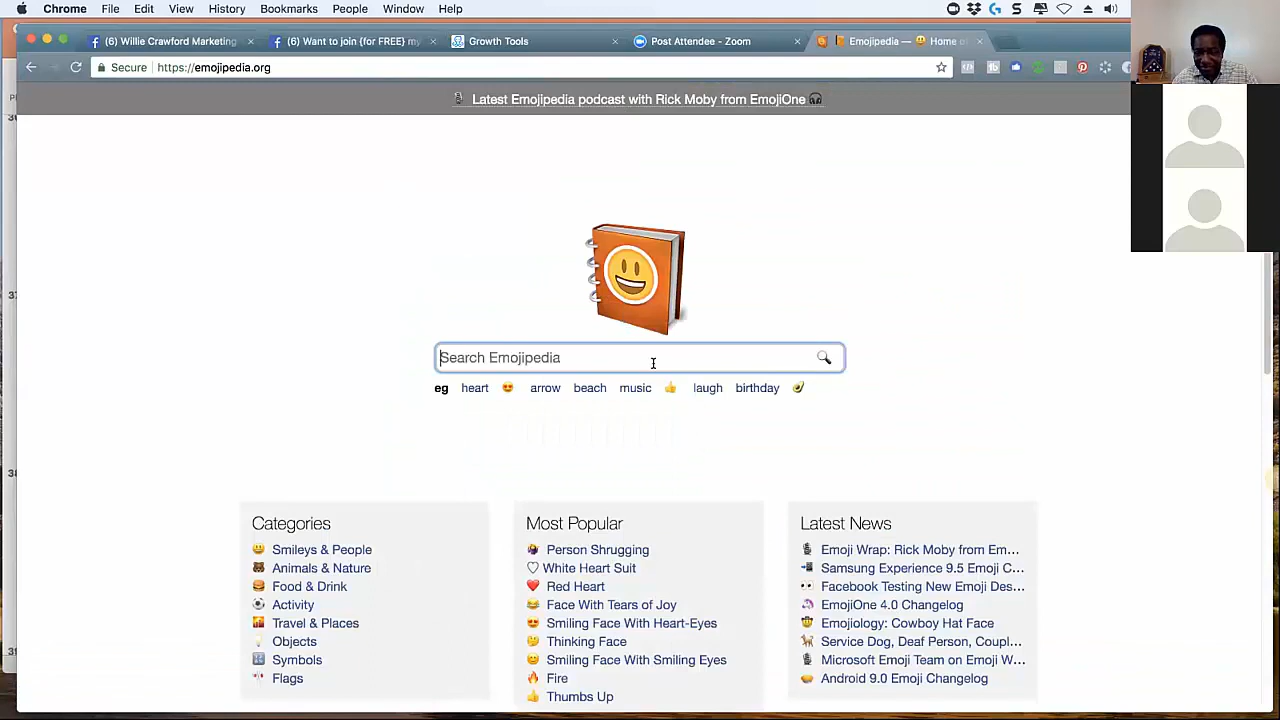 Chrome File Edit View History Bookmarks People Window Help
(6) Willie Crawford Marketing
(6) Want to join {for FREE} my
Growth Tools
Post Attendee - Zoom
Emojipedia — 😃 Home o
Secure https://emojipedia.org
Latest Emojipedia podcast with Rick Moby from EmojiOne
Search Emojipedia
eg heart 😍 arrow beach music 👍 laugh birthday 🥑
Categories
Smileys & People
Animals & Nature
Food & Drink
Activity
Travel & Places
Objects
Symbols
Flags
Most Popular
Person Shrugging
White Heart Suit
Red Heart
Face With Tears of Joy
Smiling Face With Heart-Eyes
Thinking Face
Smiling Face With Smiling Eyes
Fire
Thumbs Up
Latest News
Emoji Wrap: Rick Moby from Em...
Samsung Experience 9.5 Emoji C...
Facebook Testing New Emoji Des...
EmojiOne 4.0 Changelog
Emojiology: Cowboy Hat Face
Service Dog, Deaf Person, Coupl...
Microsoft Emoji Team on Emoji W...
Android 9.0 Emoji Changelog